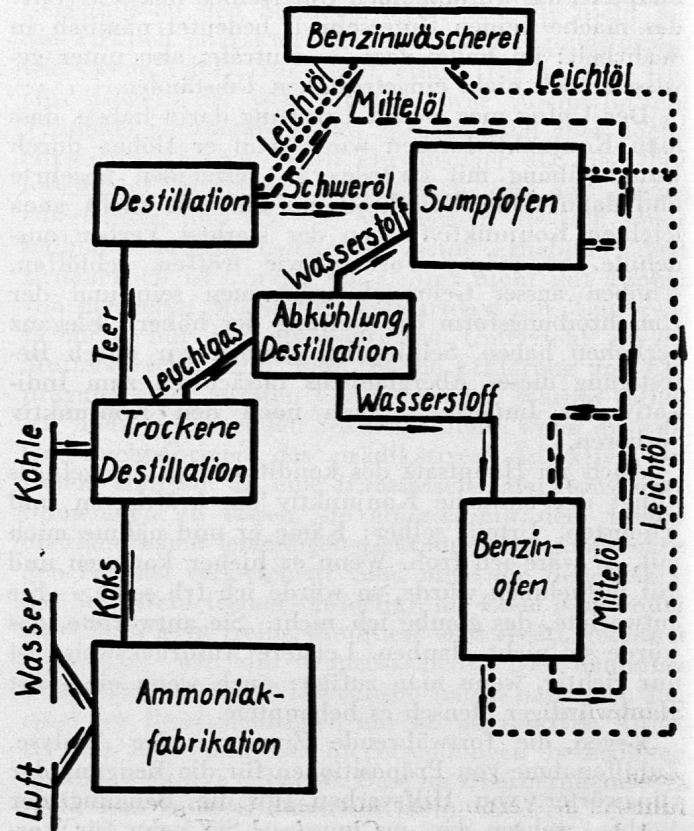 Benzinwäscherei
Leichtöl
Leichtöl
Mittelöl
Destillation
Schweröl
Sumpfofen
Wasserstoff
Teer
Leuchtgas
Abkühlung,
Destillation
Wasserstoff
Kohle
Trockene
Destillation
Leichtöl
Koks
Benzin-
ofen
Mittelöl
Wasser
Ammoniak-
fabrikation
Luft